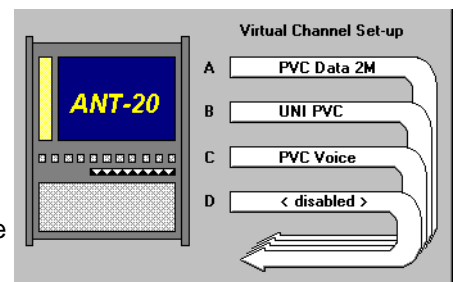 Virtual Channel Set-up
ANT-20
A PVC Data 2M
B UNI PVC
C PVC Voice
D < disabled >
e